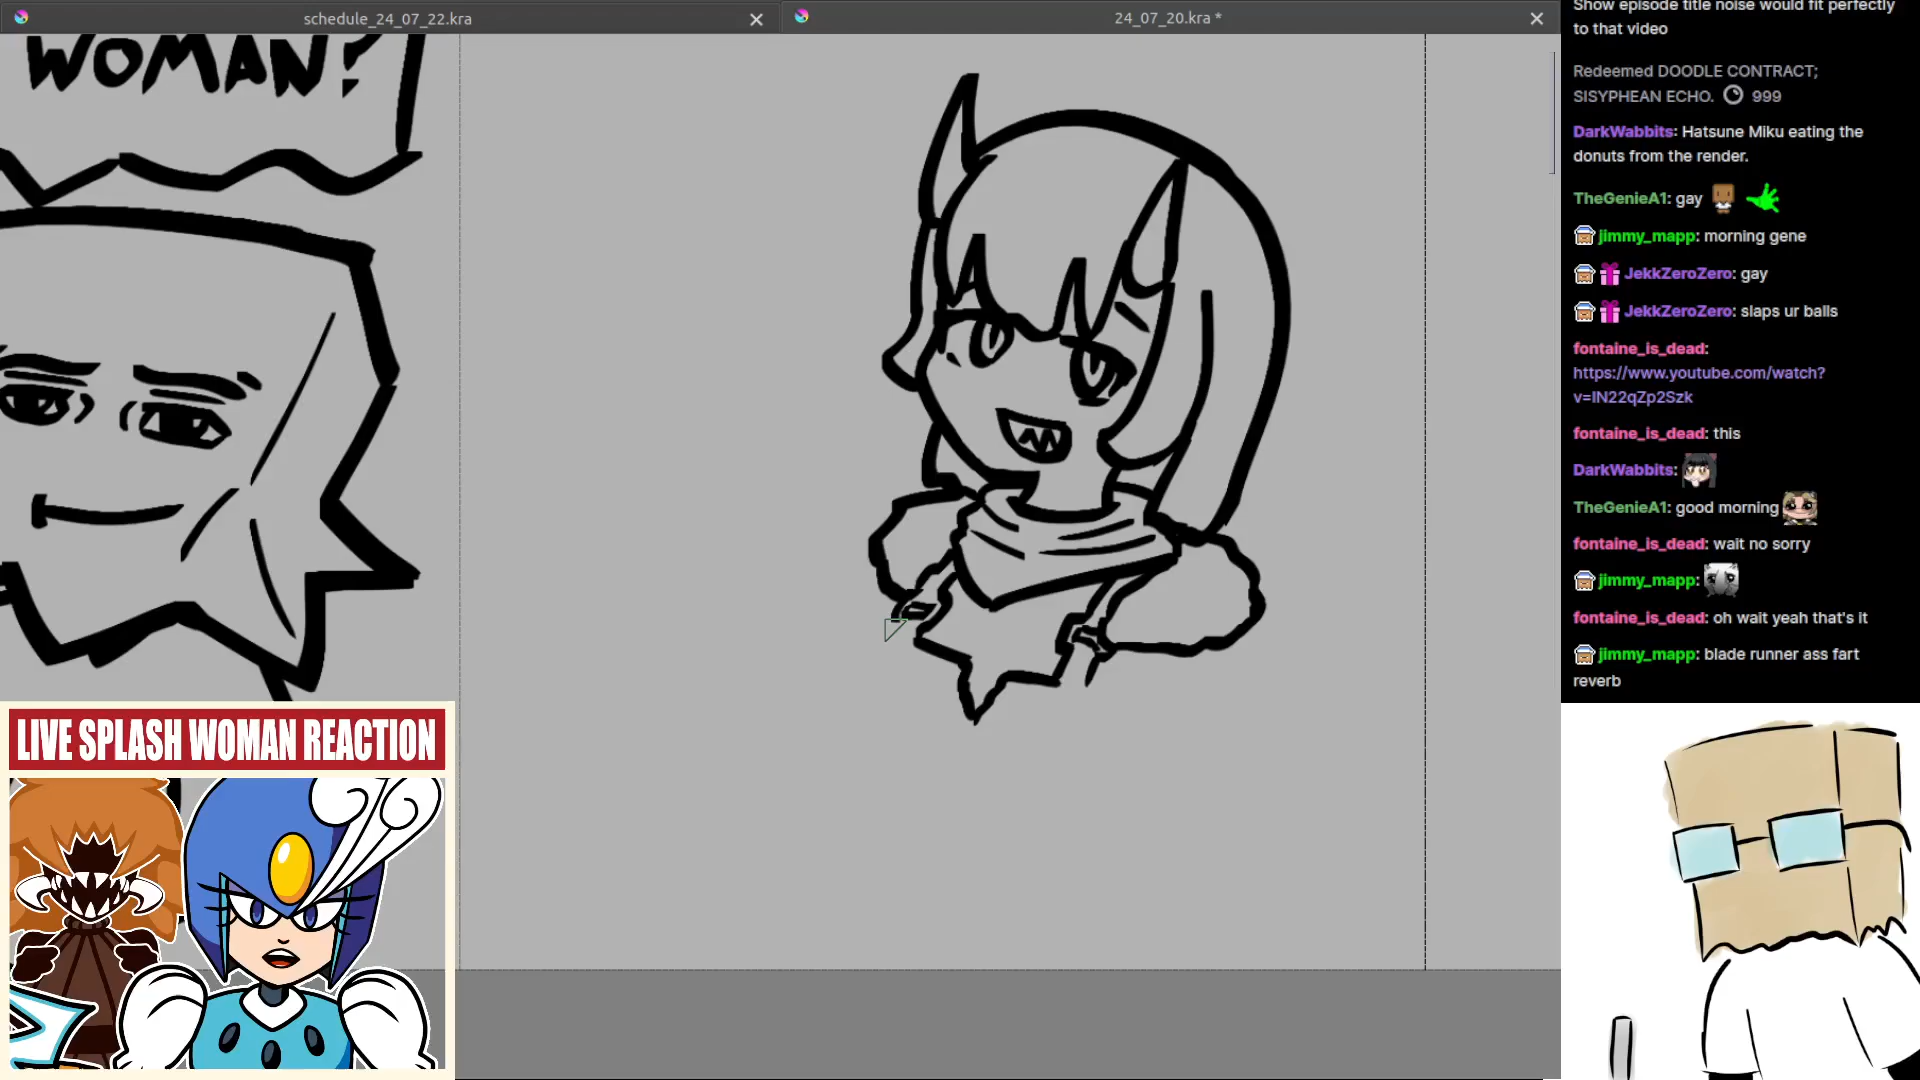 schedule_24_07_22.kra
24_07_20.kra *
WOMAN?
LIVE SPLASH WOMAN REACTION
Show episode title noise would fit perfectly
to that video
Redeemed DOODLE CONTRACT;
SISYPHEAN ECHO. 999
DarkWabbits: Hatsune Miku eating the
donuts from the render.
TheGenieA1: gay
jimmy_mapp: morning gene
JekkZeroZero: gay
JekkZeroZero: slaps ur balls
fontaine_is_dead:
https://www.youtube.com/watch?
v=IN22qZp2Szk
fontaine_is_dead: this
DarkWabbits:
TheGenieA1: good morning
fontaine_is_dead: wait no sorry
jimmy_mapp:
fontaine_is_dead: oh wait yeah that's it
jimmy_mapp: blade runner ass fart
reverb